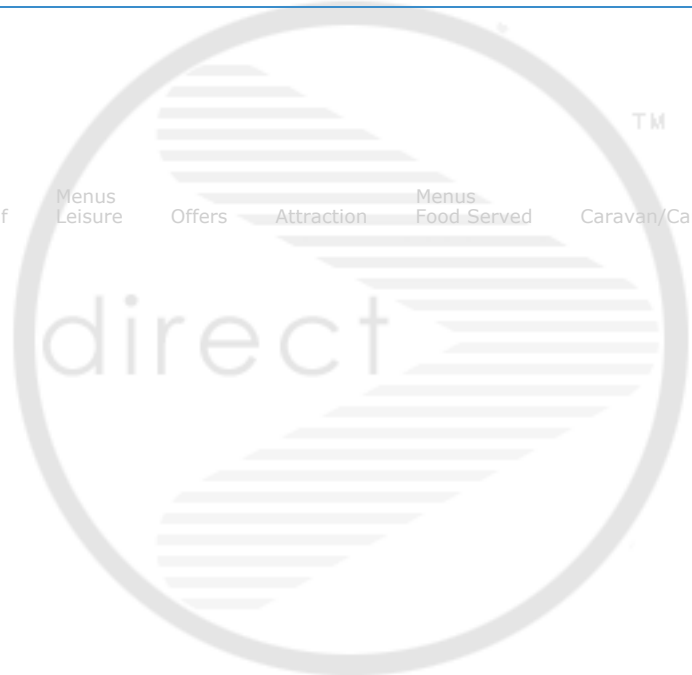 TM
Menus Menus
f Leisure Offers Attraction Food Served Caravan/Ca
direct